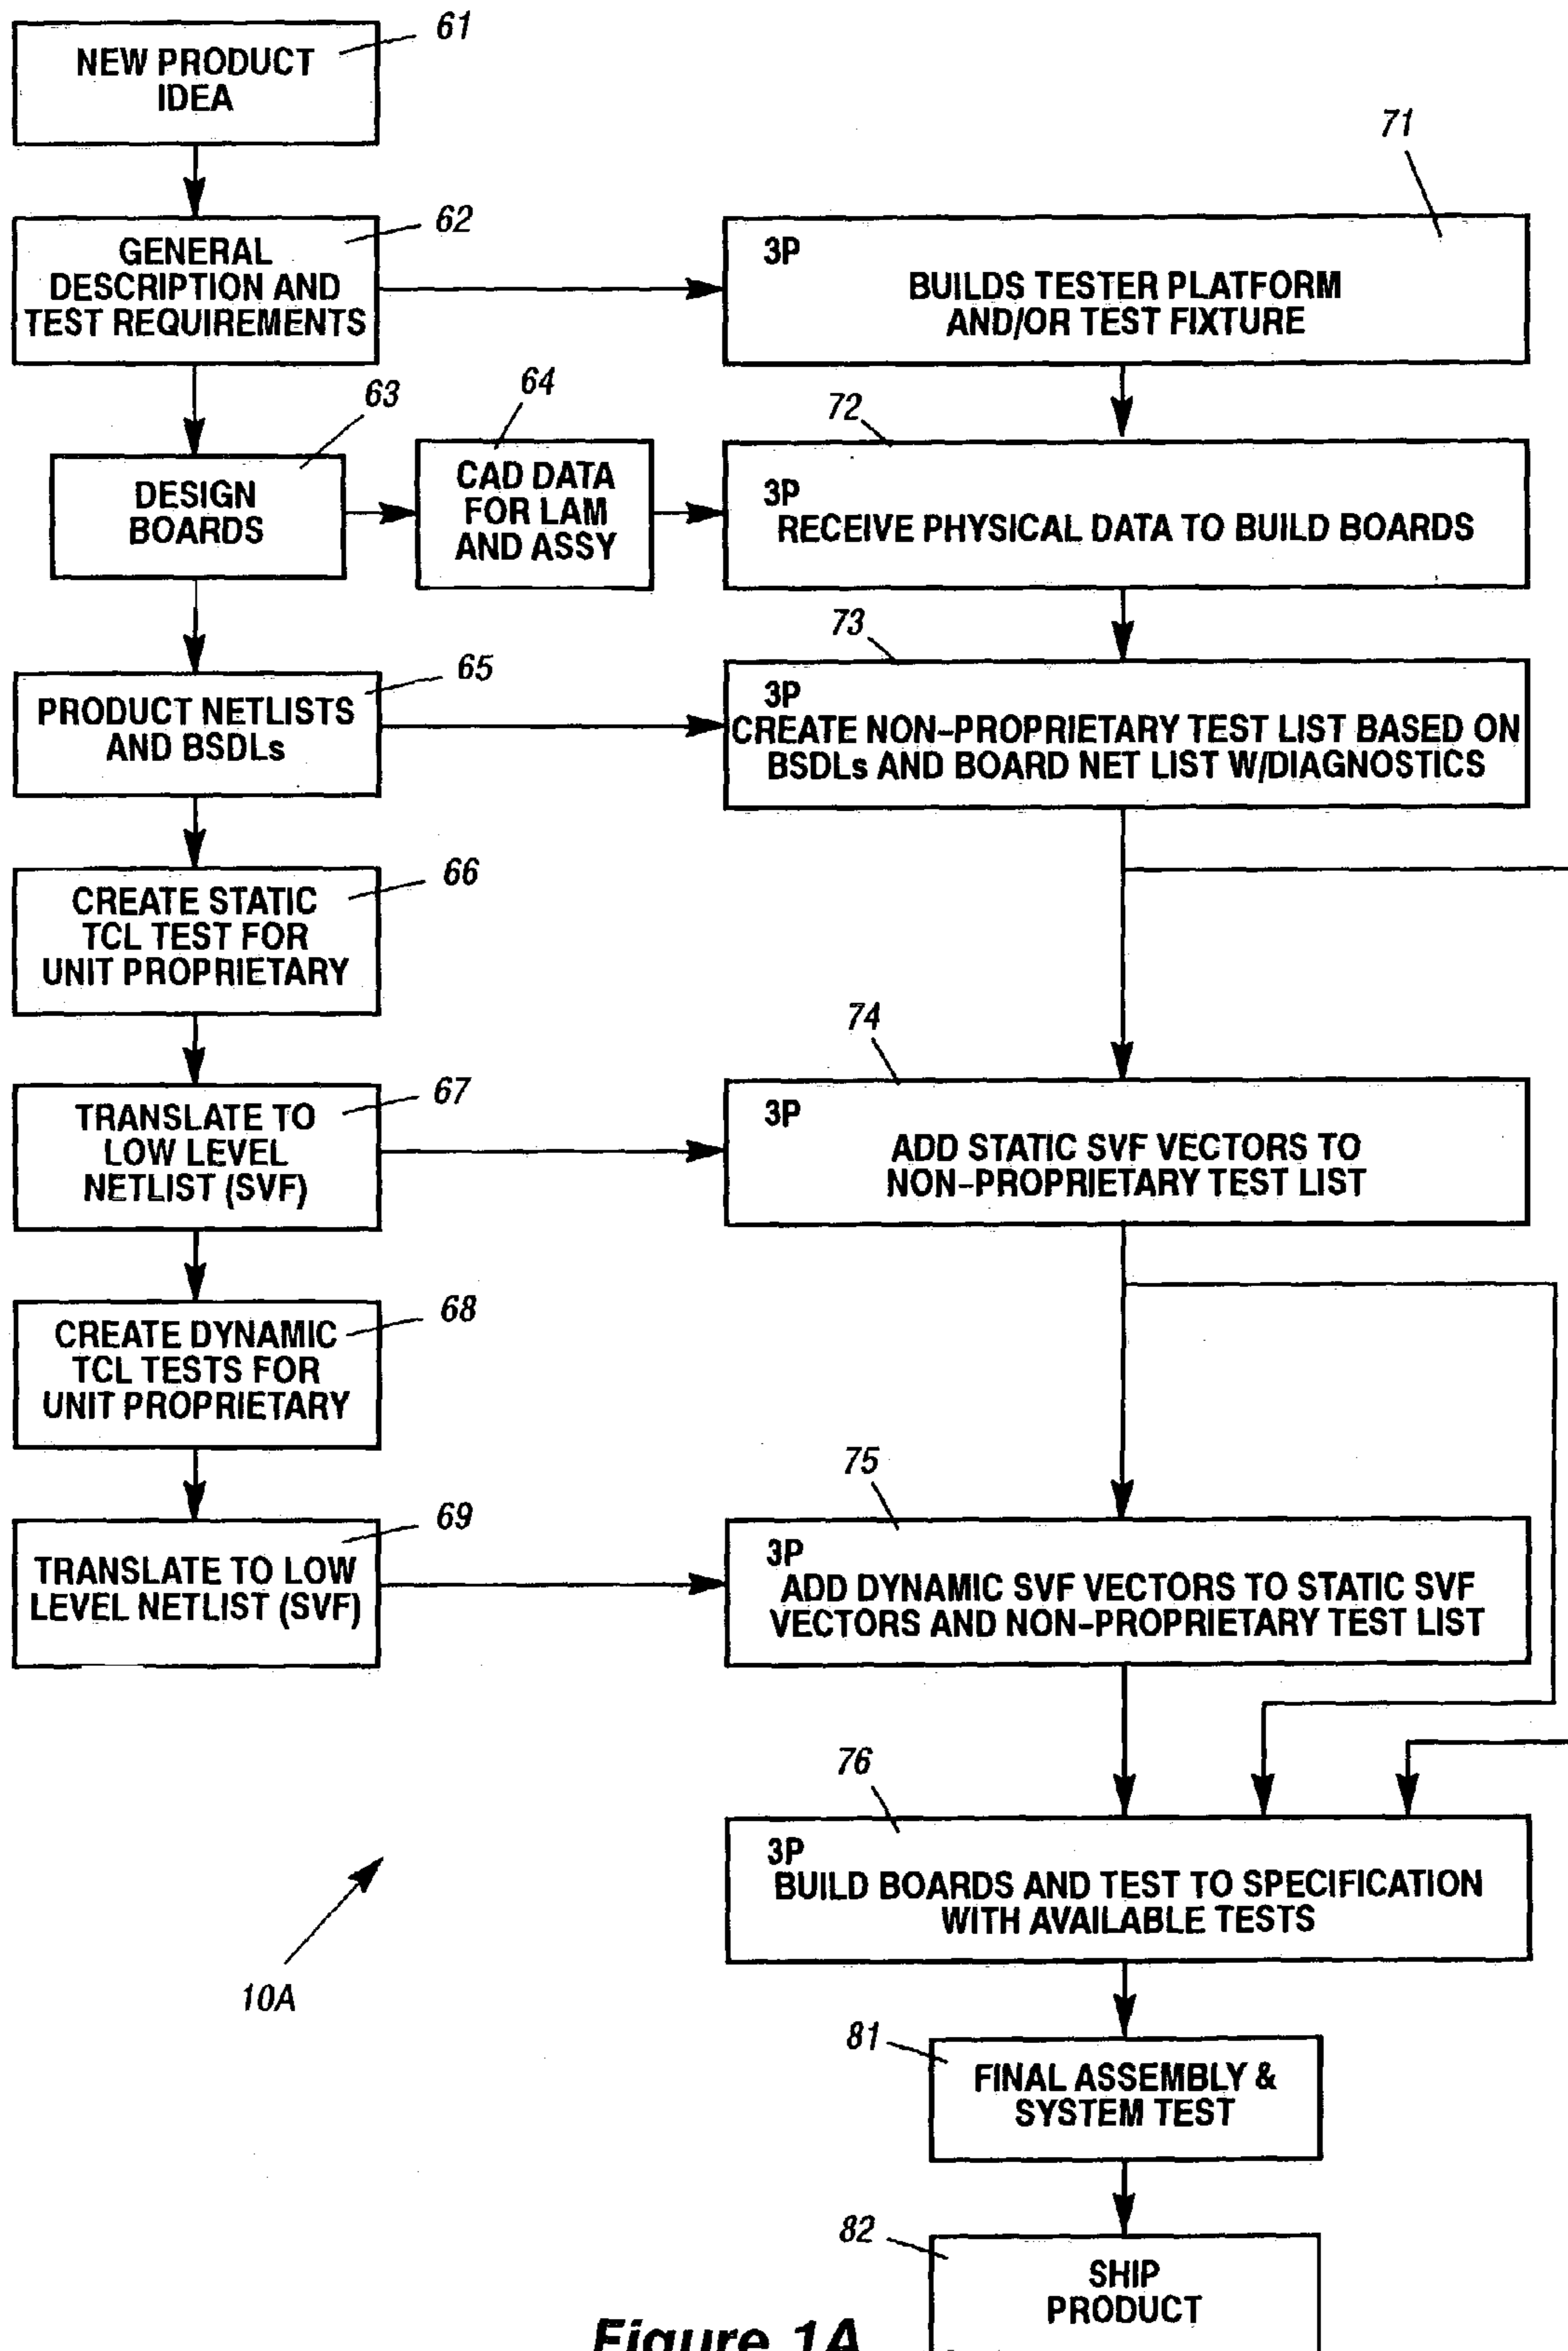 61
NEW PRODUCT
IDEA
71
62
GENERAL
DESCRIPTION AND
TEST REQUIREMENTS
3P
BUILDS TESTER PLATFORM
AND/OR TEST FIXTURE
63
64
72
DESIGN
BOARDS
CAD DATA
FOR LAM
AND ASSY
3P
RECEIVE PHYSICAL DATA TO BUILD BOARDS
73
65
PRODUCT NETLISTS
AND BSDLs
3P
CREATE NON-PROPRIETARY TEST LIST BASED ON
BSDLs AND BOARD NET LIST W/DIAGNOSTICS
66
CREATE STATIC
TCL TEST FOR
UNIT PROPRIETARY
74
67
TRANSLATE TO
LOW LEVEL
NETLIST (SVF)
3P
ADD STATIC SVF VECTORS TO
NON-PROPRIETARY TEST LIST
68
CREATE DYNAMIC
TCL TESTS FOR
UNIT PROPRIETARY
75
69
TRANSLATE TO LOW
LEVEL NETLIST (SVF)
3P
ADD DYNAMIC SVF VECTORS TO STATIC SVF
VECTORS AND NON-PROPRIETARY TEST LIST
76
3P
BUILD BOARDS AND TEST TO SPECIFICATION
WITH AVAILABLE TESTS
10A
81
FINAL ASSEMBLY &
SYSTEM TEST
82
SHIP
PRODUCT
Figure 1A